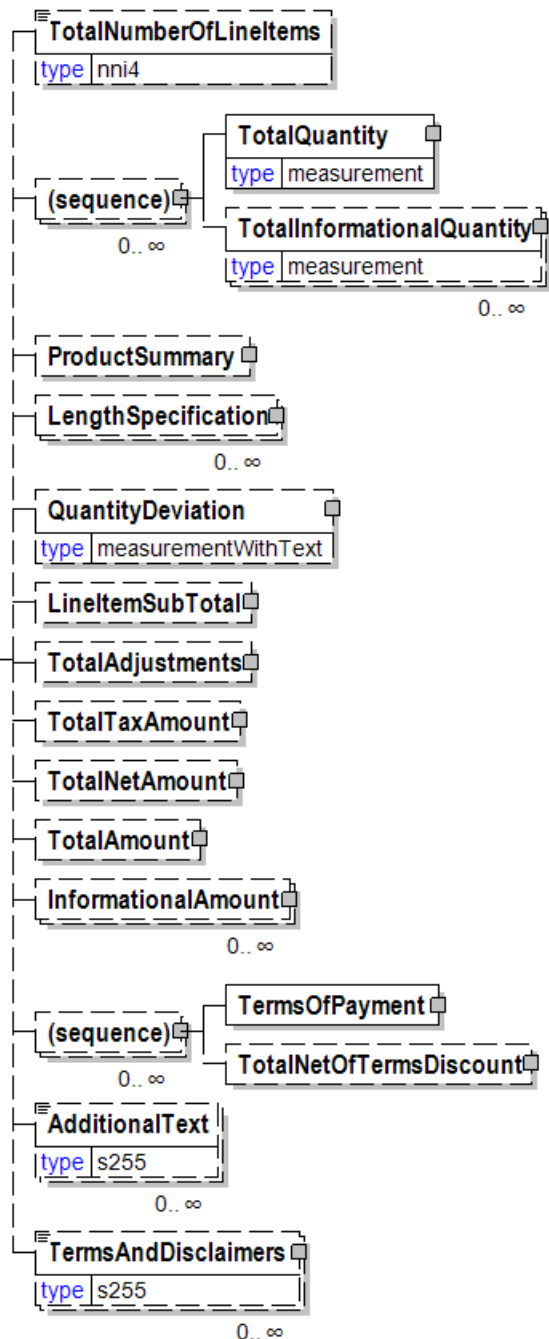 TotalNumberOfLineItems
type nni4
TotalQuantity
type measurement
(sequence)
0.. ∞
TotalInformationalQuantity
type measurement
0.. ∞
ProductSummary
LengthSpecification
0.. ∞
QuantityDeviation
type measurementWithText
LineItemSubTotal
TotalAdjustments
TotalTaxAmount
TotalNetAmount
TotalAmount
InformationalAmount
0.. ∞
TermsOfPayment
(sequence)
0.. ∞
TotalNetOfTermsDiscount
AdditionalText
type s255
0.. ∞
TermsAndDisclaimers
type s255
0.. ∞